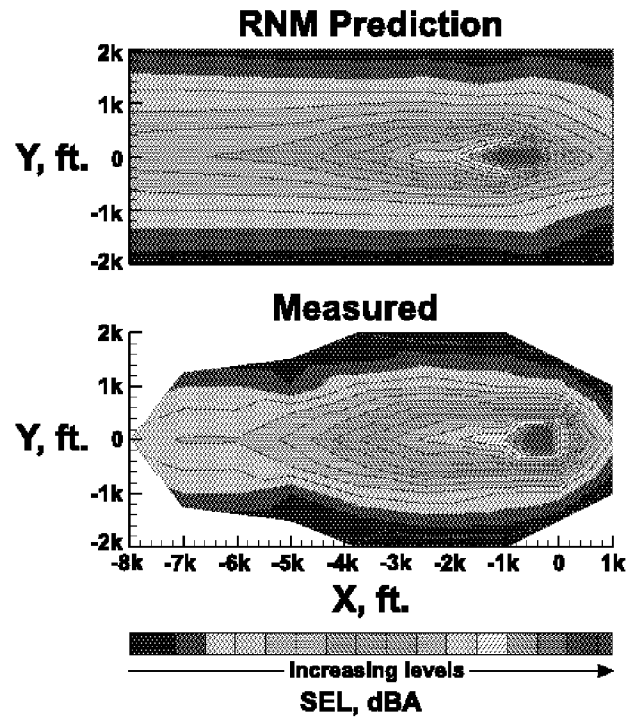 RNM Prediction
2k
1k
Y, ft. 0
-1k
-2k
Measured
2k
1k
Y, ft. 0
-1k
-2k
-8k -7k -6k -5k -4k -3k -2k -1k 0 1k
X, ft.
Increasing levels
SEL, dBA